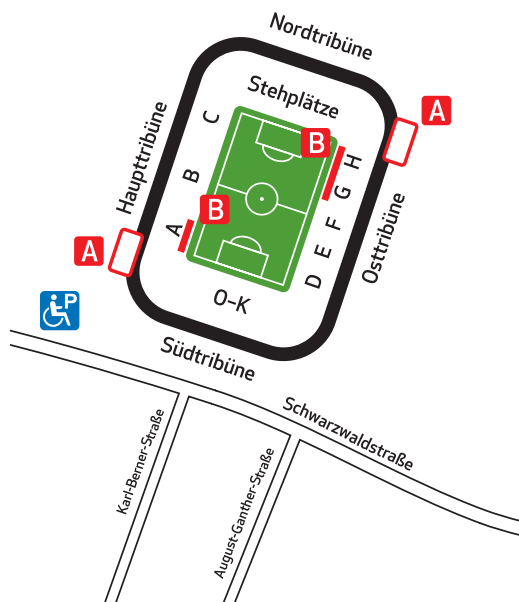 Nordtribüne
Stehplätze
A
Haupttribüne
C
B
H
B
G
B
A
F
Osttribüne
E
A
D
O–K
P
Südtribüne
Schwarzwaldstraße
Karl-Berner-Straße
August-Ganther-Straße